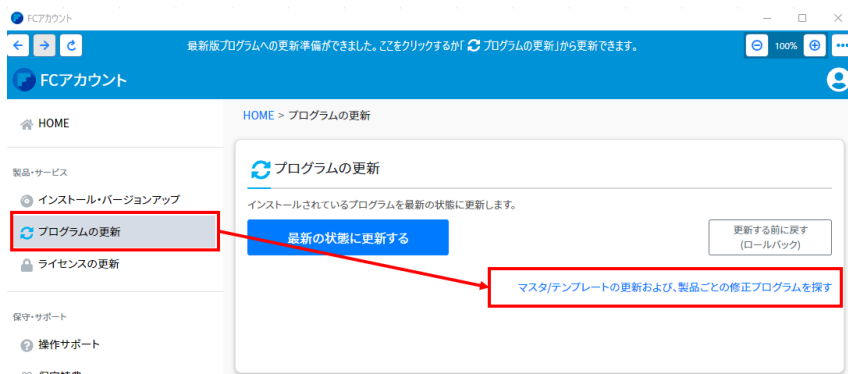 FCアカウント
最新版プログラムへの更新準備ができました。ここをクリックするか「 プログラムの更新」から更新できます。
100%
FCアカウント
HOME
HOME > プログラムの更新
製品・サービス
プログラムの更新
インストール・バージョンアップ
インストールされているプログラムを最新の状態に更新します。
プログラムの更新
最新の状態に更新する
更新する前に戻す
(ロールバック)
ライセンスの更新
マスタ/テンプレートの更新および、製品ごとの修正プログラムを探す
保守・サポート
操作サポート